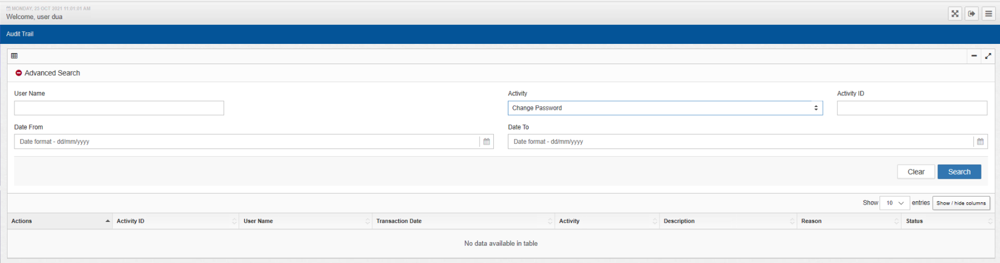 MONDAY, 25 OCT 2021 11:01:01 AM
Welcome, user dua
Audit Trail
Advanced Search
User Name
Activity
Activity ID
Change Password
Date From
Date To
Date format - dd/mm/yyyy
Date format - dd/mm/yyyy
Clear
Search
Show 10 entries Show / hide columns
Actions Activity ID User Name Transaction Date Activity Description Reason Status
No data available in table